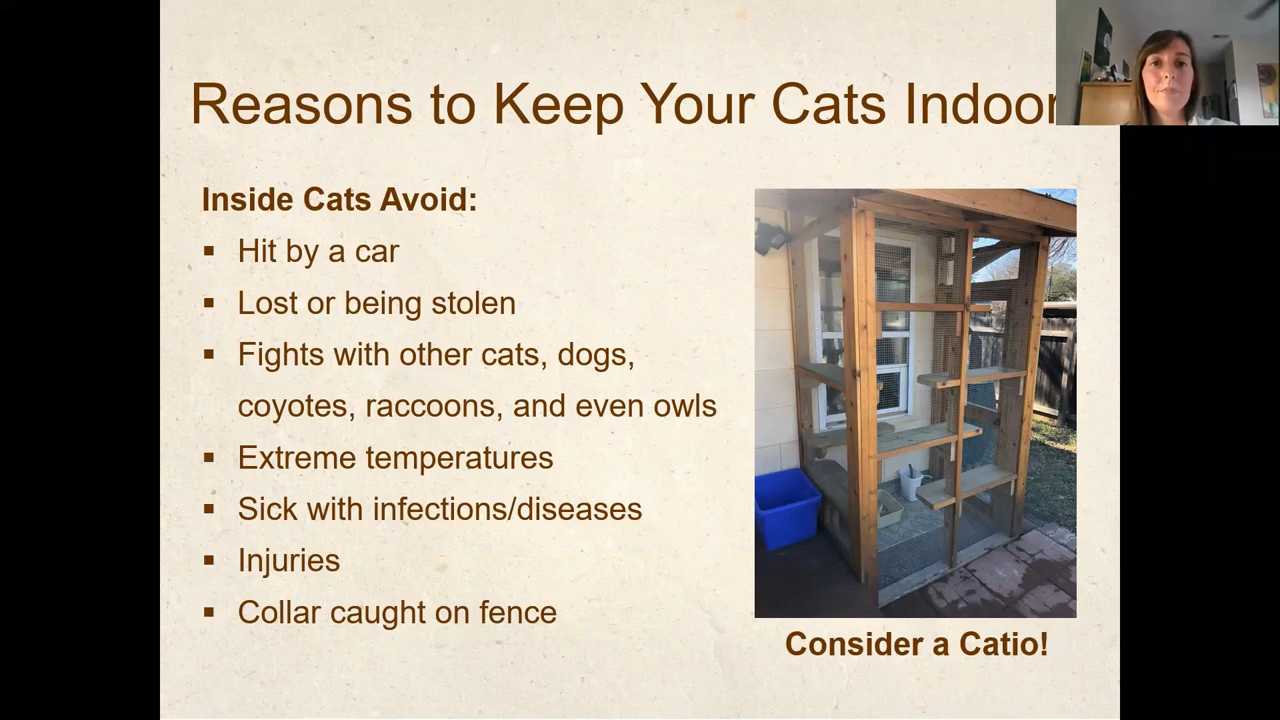 Reasons to Keep Your Cats Indoor
Inside Cats Avoid:
▪ Hit by a car
▪ Lost or being stolen
▪ Fights with other cats, dogs,
coyotes, raccoons, and even owls
▪ Extreme temperatures
▪ Sick with infections/diseases
▪ Injuries
▪ Collar caught on fence
Consider a Catio!